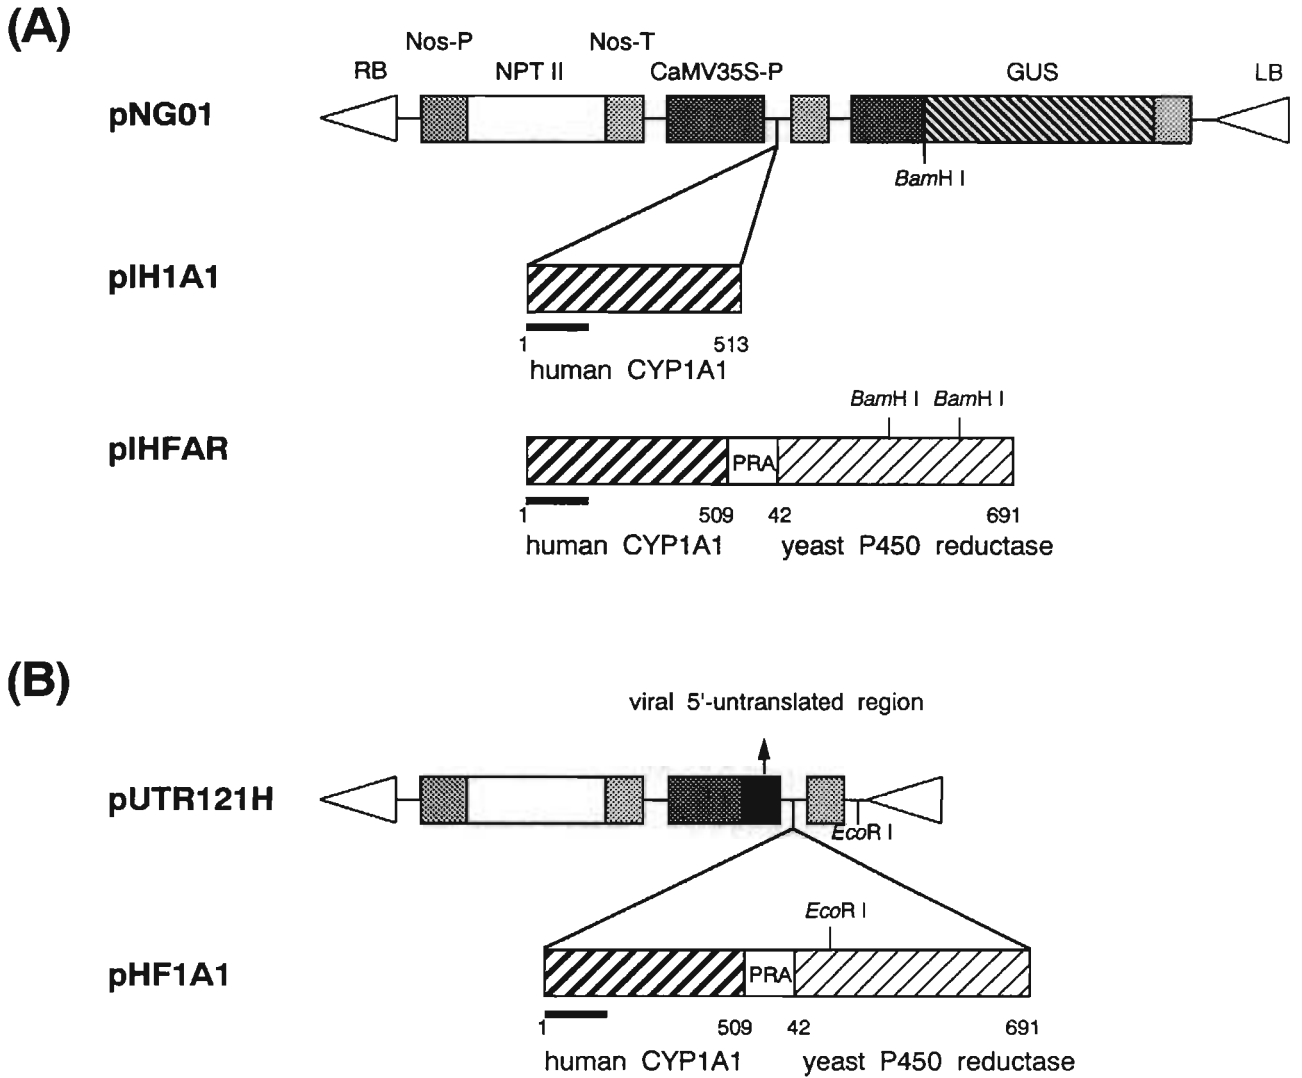 (A)
Nos-P Nos-T
RB NPT II CaMV35S-P GUS LB
pNG01
BamH I
pIH1A1
1 513
human CYP1A1
BamH I BamH I
pIHFAR
PRA
1 509 42 691
human CYP1A1 yeast P450 reductase
(B)
viral 5'-untranslated region
pUTR121H
EcoR I
EcoR I
pHF1A1
PRA
1 509 42 691
human CYP1A1 yeast P450 reductase